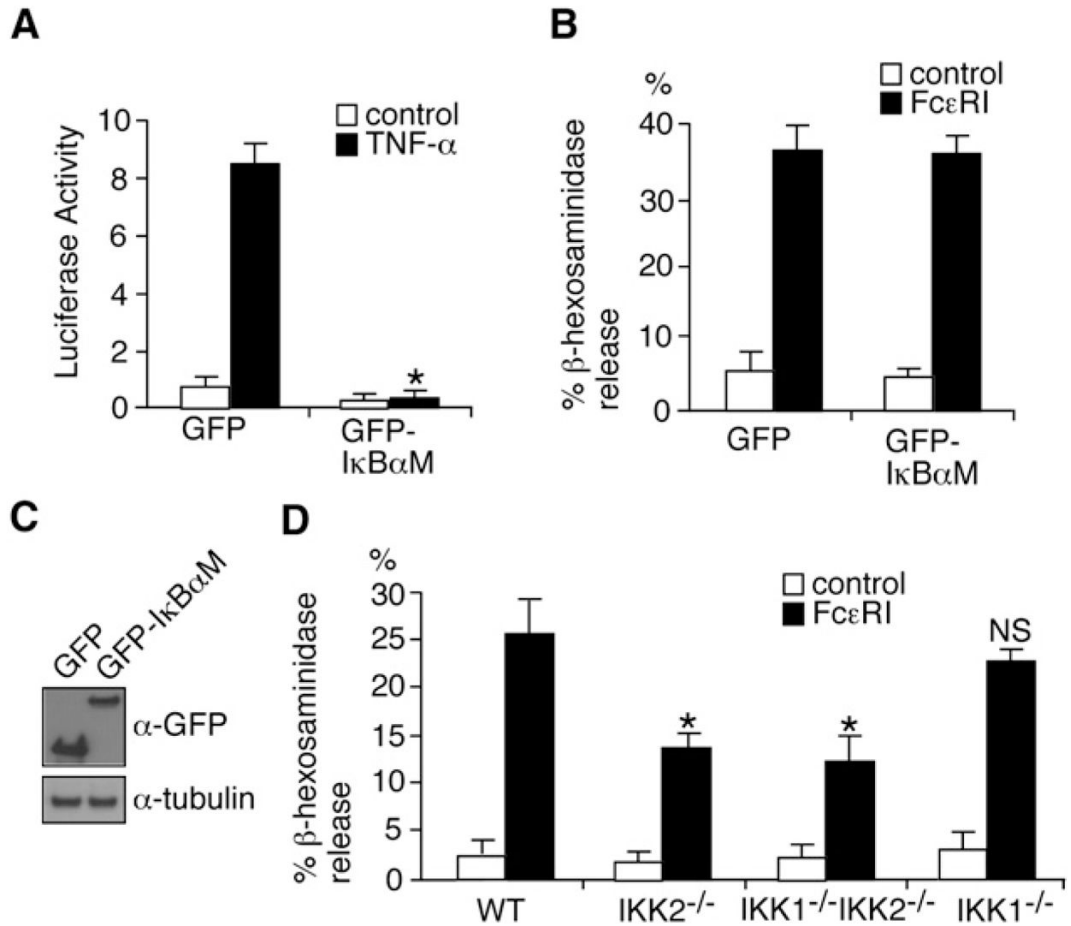 A
Luciferase Activity
10
8
6
4
2
0
control
TNF-α
*
GFP
GFP-
IκBαM
B
%
% β-hexosaminidase
release
40
30
20
10
0
control
FcεRI
GFP
GFP-
IκBαM
C
GFP
GFP-IκBαM
α-GFP
α-tubulin
D
%
% β-hexosaminidase
release
30
25
20
15
10
5
0
control
FcεRI
*
*
NS
WT
IKK2-/-
IKK1-/-IKK2-/-
IKK1-/-